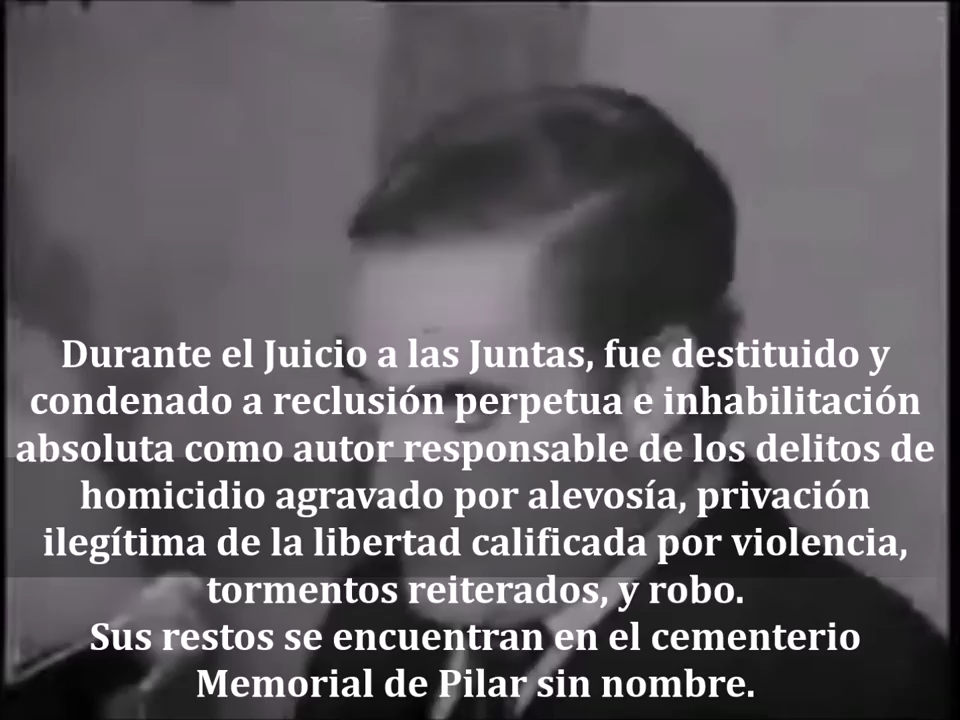 Durante el Juicio a las Juntas, fue destituido y
condenado a reclusión perpetua e inhabilitación
absoluta como autor responsable de los delitos de
homicidio agravado por alevosía, privación
ilegítima de la libertad calificada por violencia,
tormentos reiterados, y robo.
Sus restos se encuentran en el cementerio
Memorial de Pilar sin nombre.